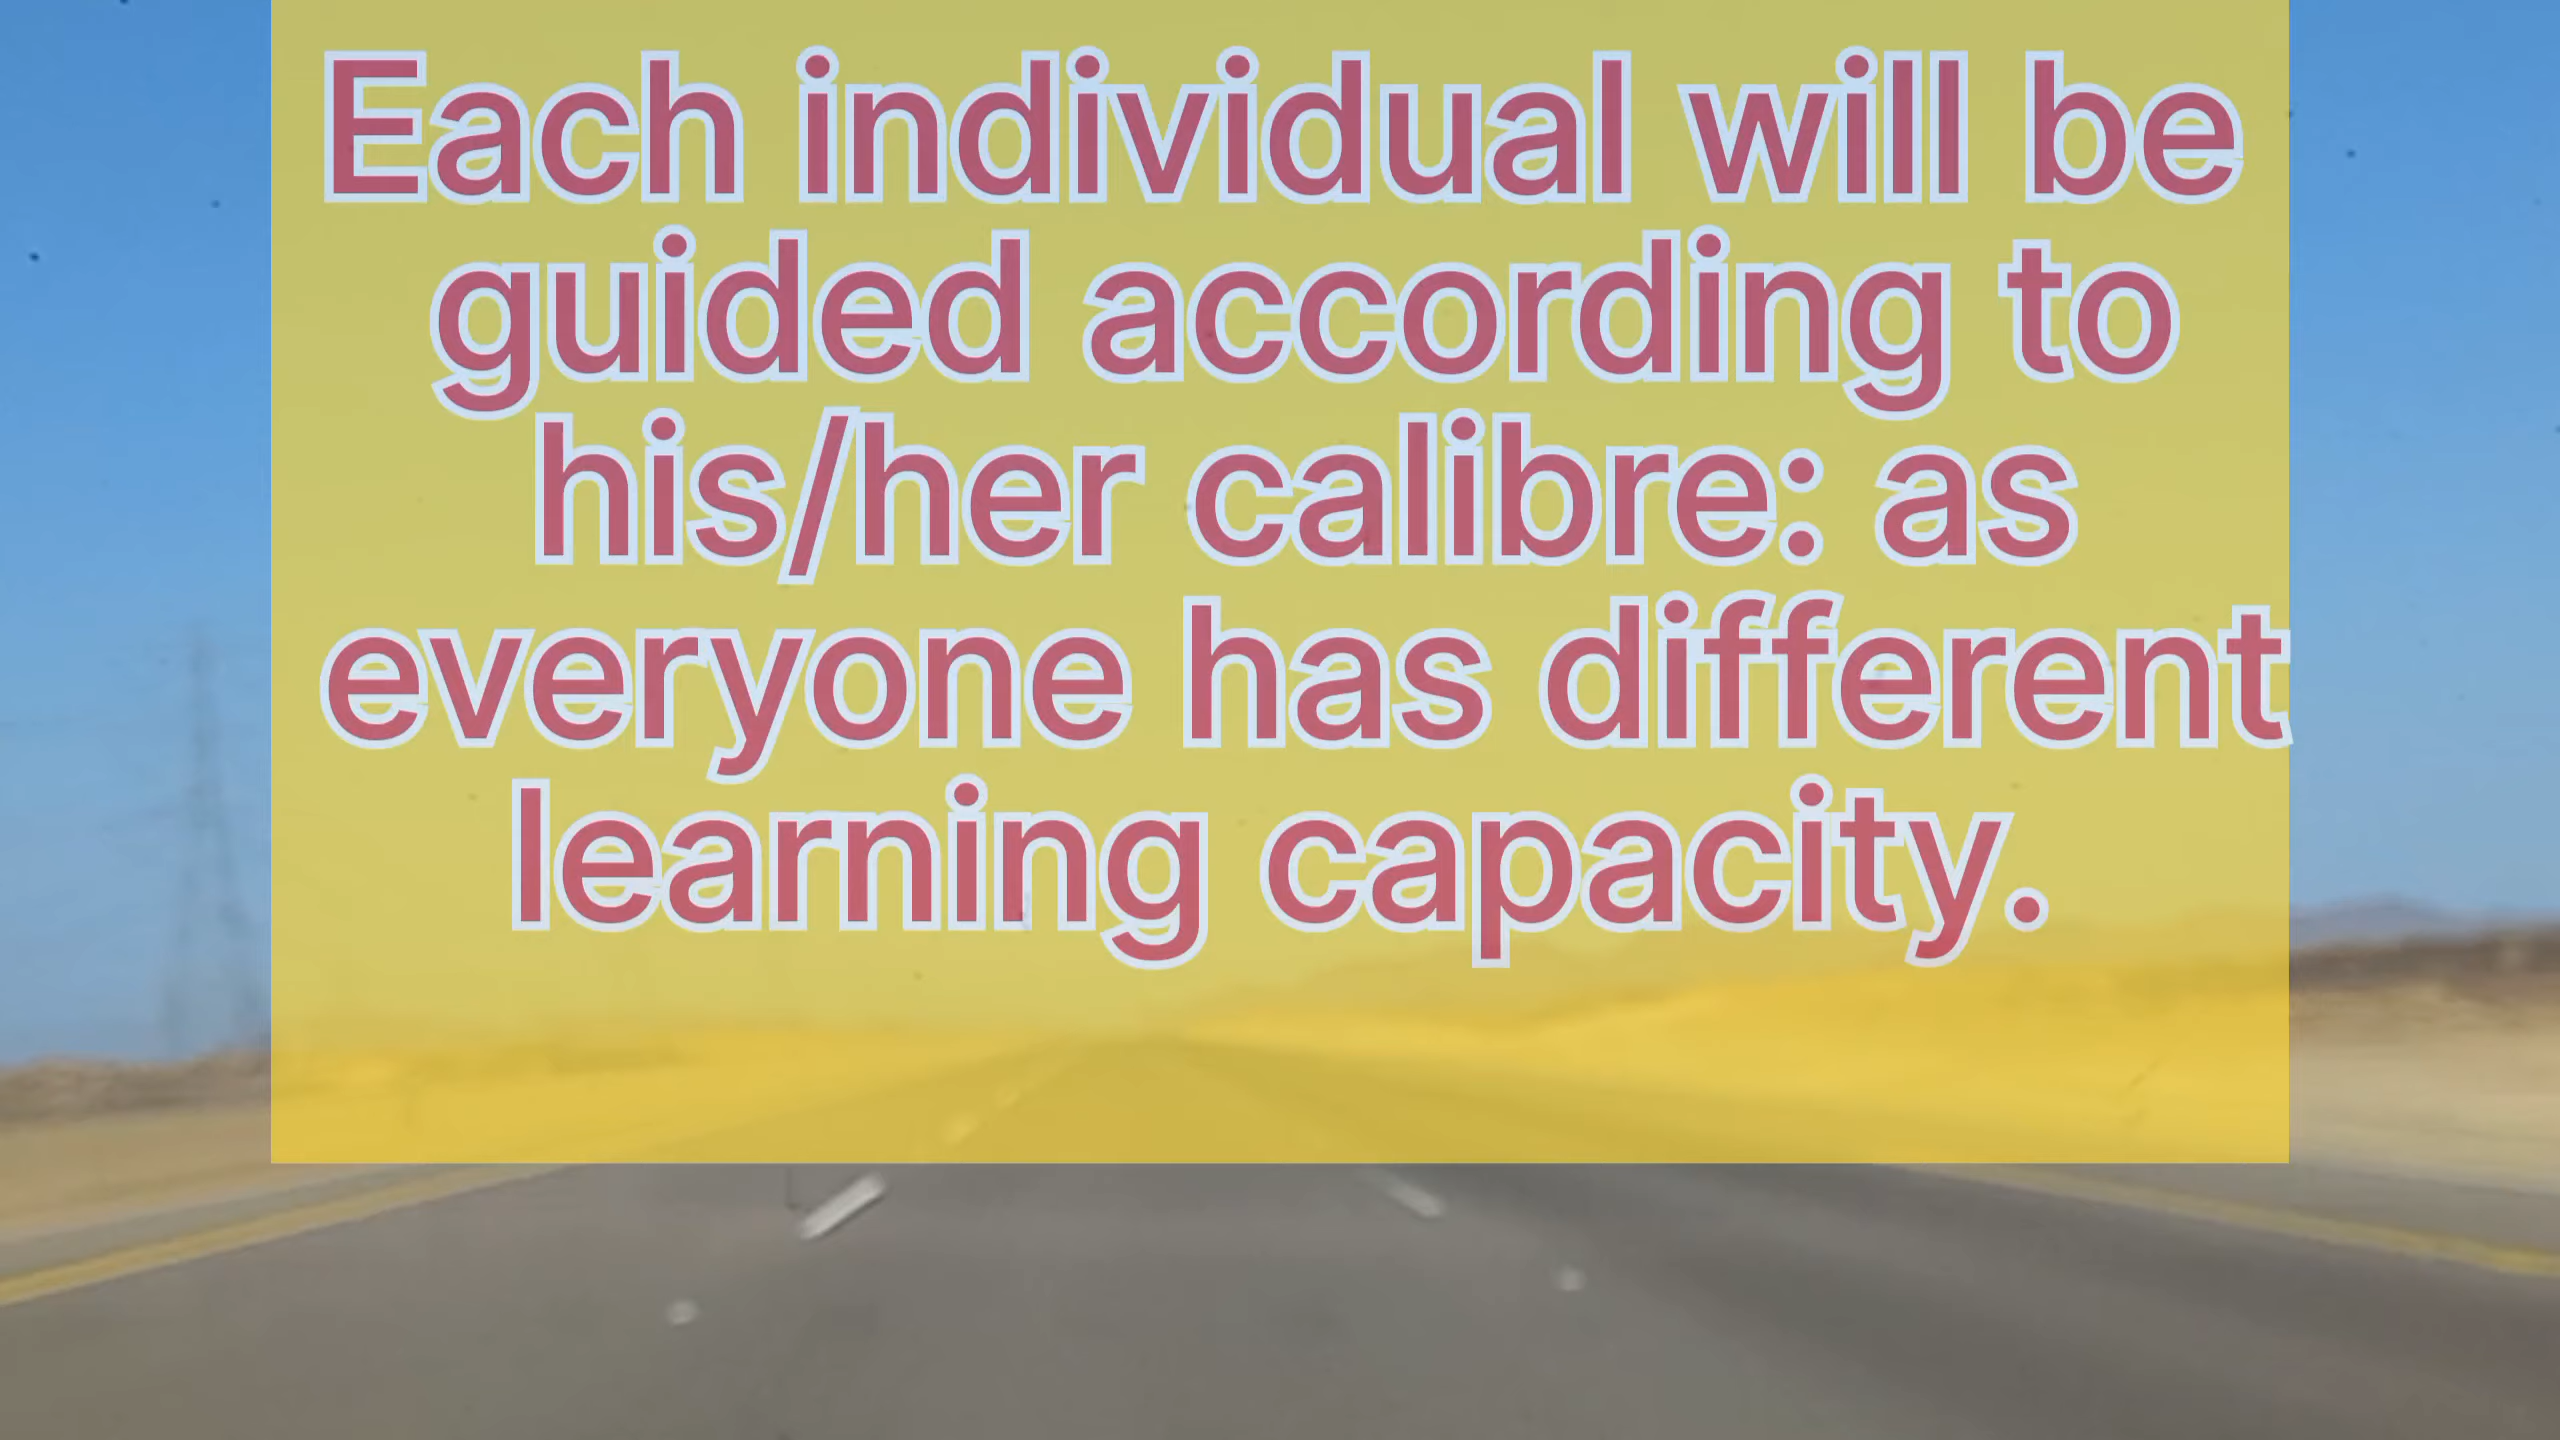 Each individual will be
guided according to
his/her calibre: as
everyone has different
learning capacity.